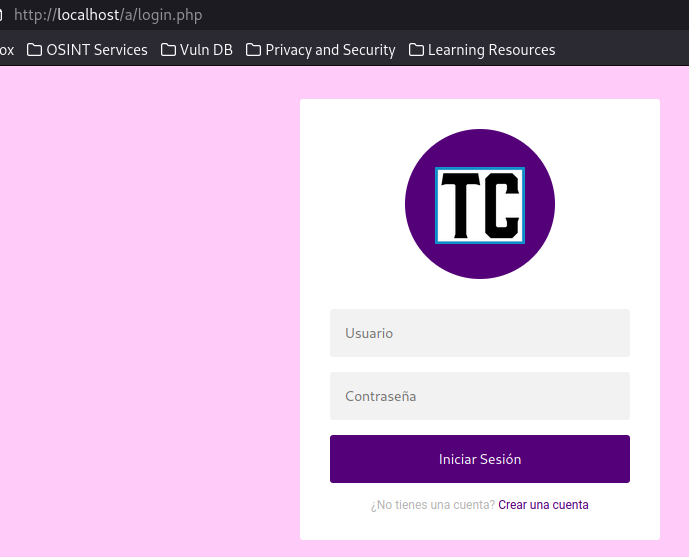 http://localhost/a/login.php
ox OSINT Services Vuln DB Privacy and Security Learning Resources
TC
Usuario
Contraseña
Iniciar Sesión
¿No tienes una cuenta? Crear una cuenta